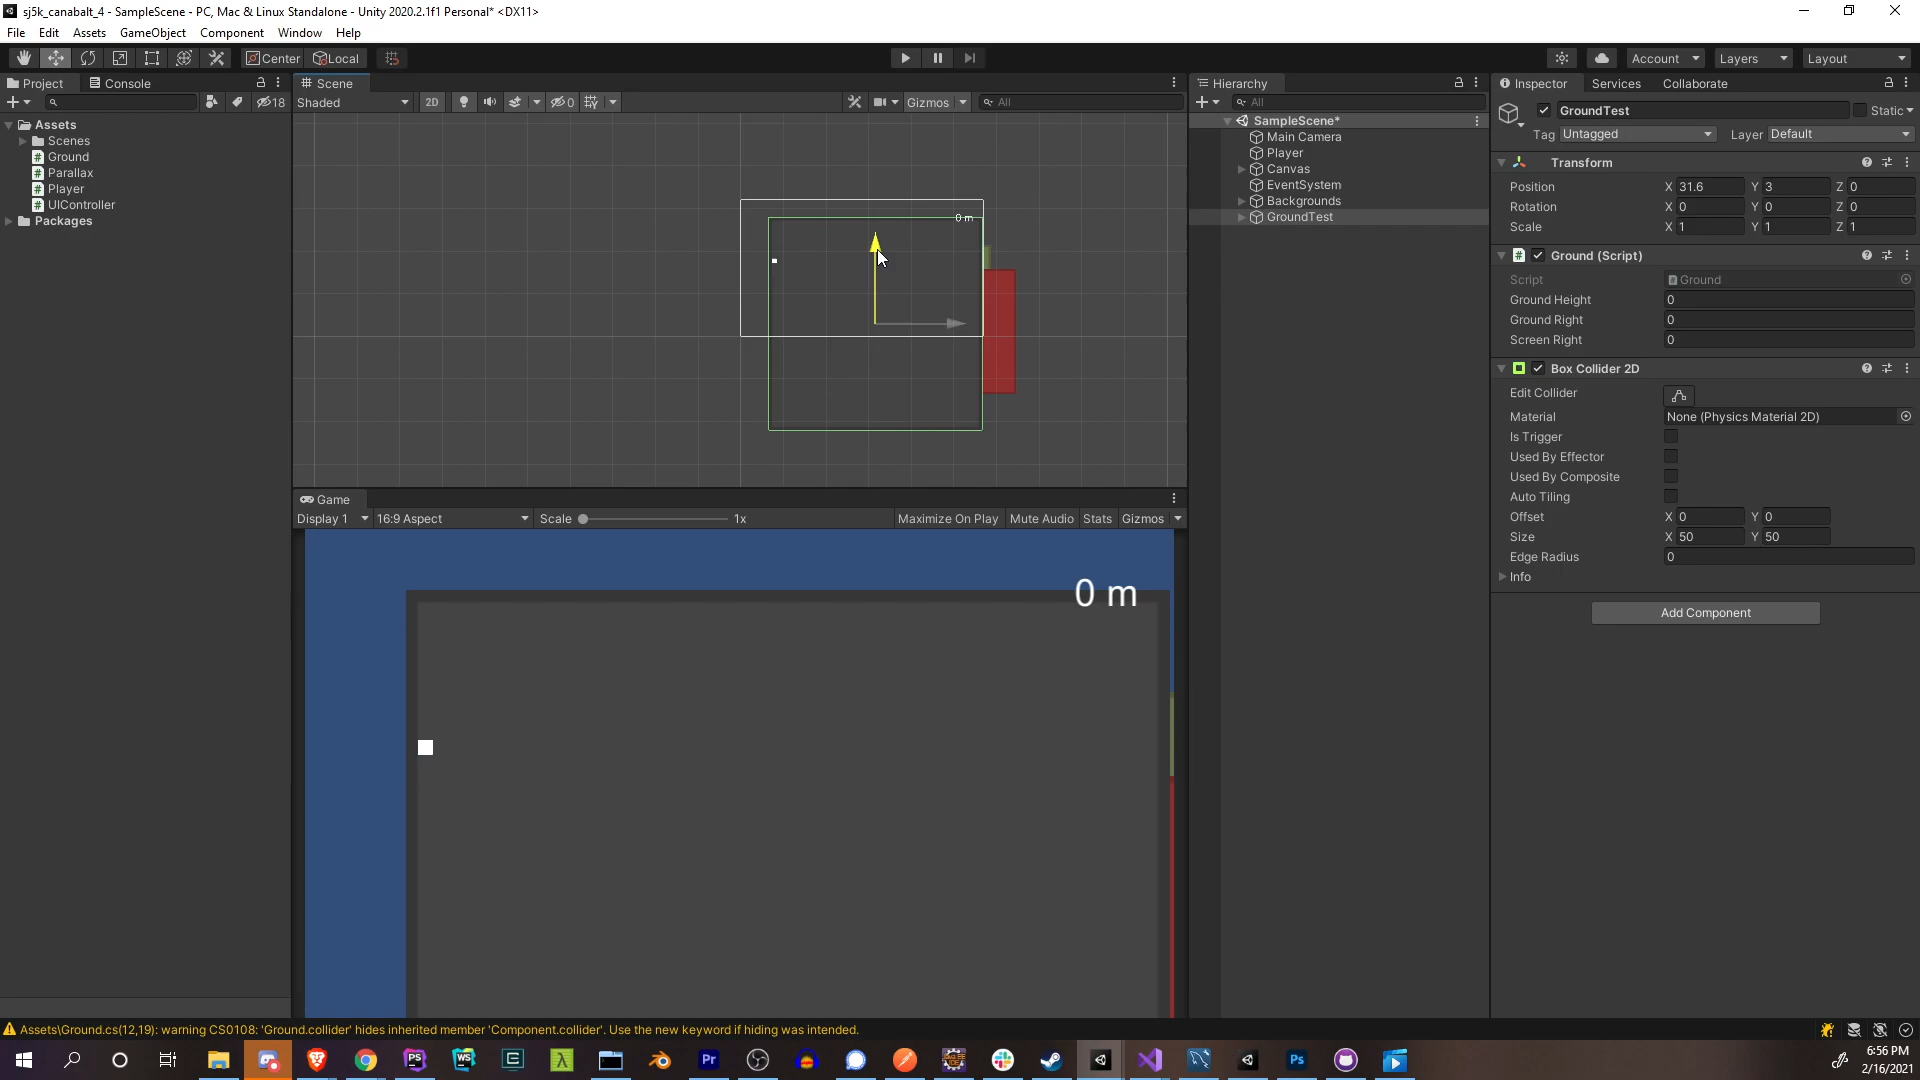 sj5k_canabalt_4 - SampleScene - PC, Mac & Linux Standalone - Unity 2020.2.1f1 Personal* <DX11>
File Edit Assets GameObject Component Window Help
Center Local Account Layers Layout
Project Console
18
Assets
Scenes
Ground
Parallax
Player
UIController
Packages
Scene
Shaded 2D 0 Gizmos All
0 m
Game
Display 1 16:9 Aspect Scale 1x Maximize On Play Mute Audio Stats Gizmos
0 m
Hierarchy
All
SampleScene*
Main Camera
Player
Canvas
EventSystem
Backgrounds
GroundTest
Inspector Services Collaborate
GroundTest Static
Tag Untagged Layer Default
Transform
Position X 31.6 Y 3 Z 0
Rotation X 0 Y 0 Z 0
Scale X 1 Y 1 Z 1
Ground (Script)
Script Ground
Ground Height 0
Ground Right 0
Screen Right 0
Box Collider 2D
Edit Collider
Material None (Physics Material 2D)
Is Trigger
Used By Effector
Used By Composite
Auto Tiling
Offset X 0 Y 0
Size X 50 Y 50
Edge Radius 0
Info
Add Component
Assets\Ground.cs(12,19): warning CS0108: 'Ground.collider' hides inherited member 'Component.collider'. Use the new keyword if hiding was intended.
PS WS Pr Ps
6:56 PM
2/16/2021